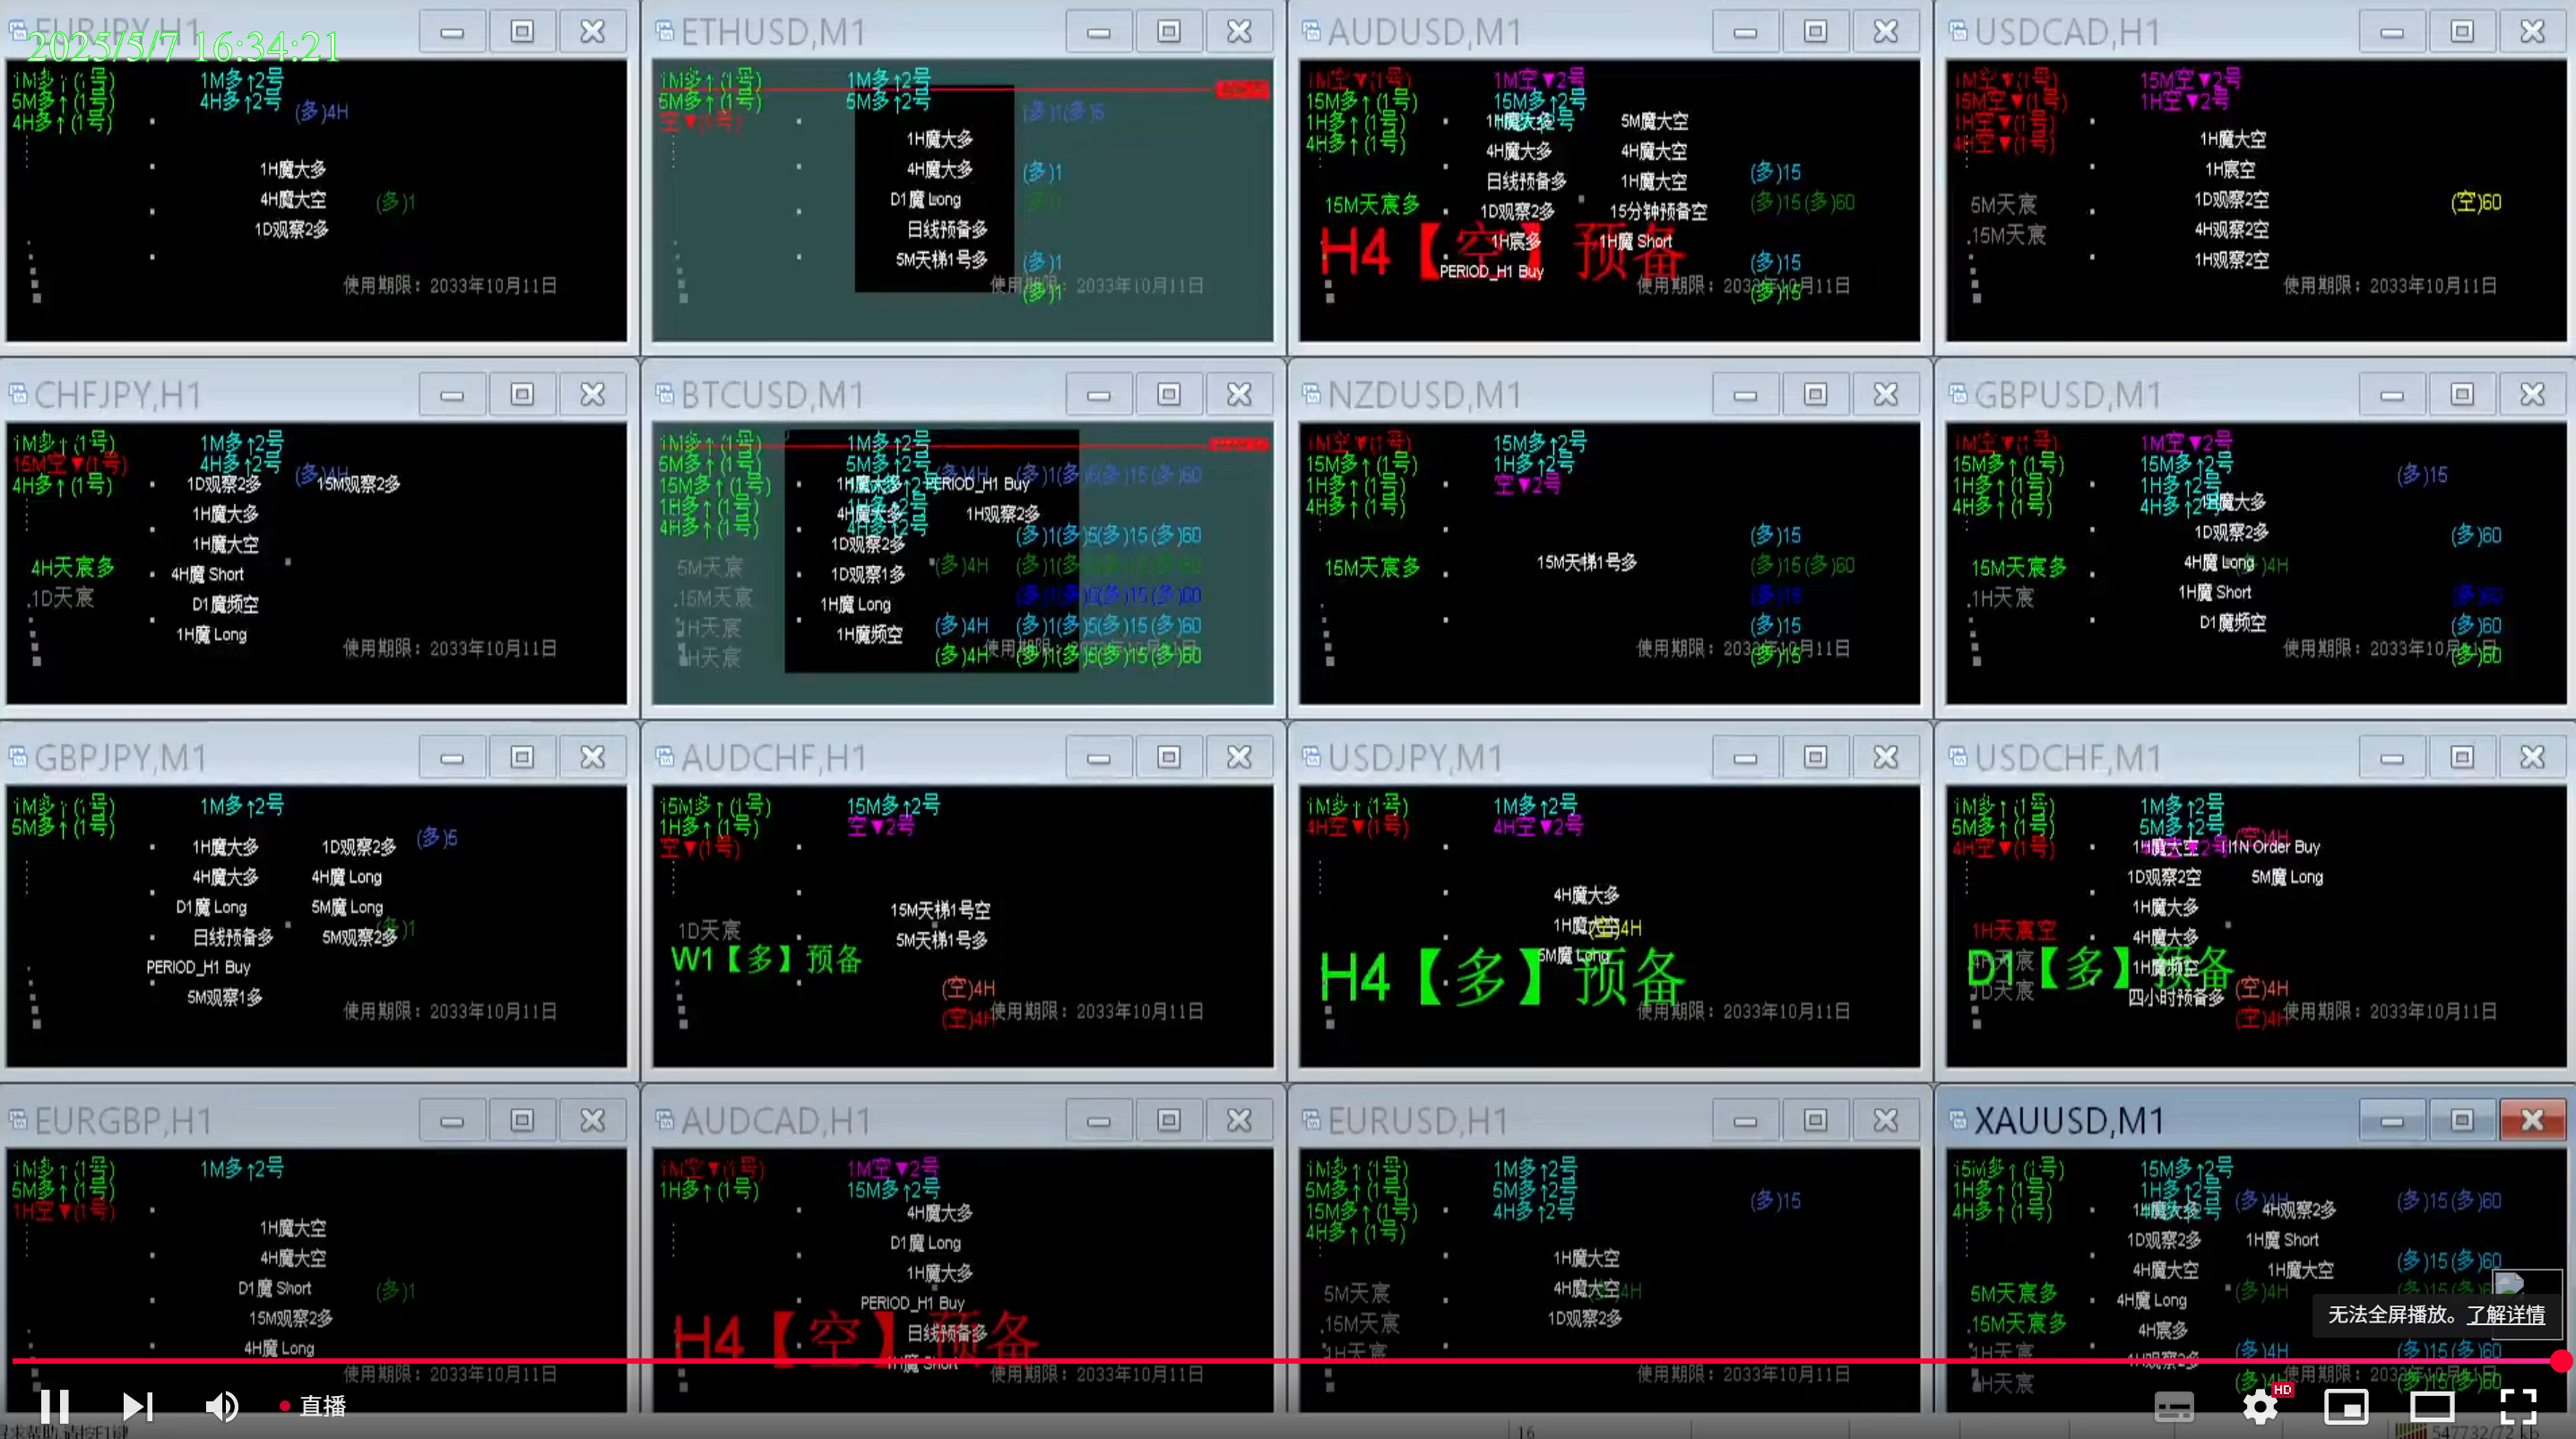 EURJPY,H1
2025/5/7 16:34:21
1M多↑(1号)
5M多↑(1号)
4H多↑(1号)
1M多↑2号
4H多↑2号
(多)4H
1H魔大多
4H魔大空
(多)1
1D观察2多
使用期限：2033年10月11日
ETHUSD,M1
1M多↑(1号)
5M多↑(1号)
空▼(1号)
1M多↑2号
5M多↑2号
(多)1(多)5
1H魔大多
4H魔大多
(多)1
D1魔 Long
日线预备多
5M天梯1号多
(多)1
(多)1
使用期限：2033年10月11日
AUDUSD,M1
1M空▼(1号)
15M多↑(1号)
1H多↑(1号)
4H多↑(1号)
1M空▼2号
15M多↑2号
1H魔大多
5M魔大空
4H魔大多
4H魔大空
日线预备多
1H魔大空
(多)15
15M天宸多
1D观察2多
15分钟预备空
(多)15(多)60
1H宸多
1H魔 Short
H4【空】预备
PERIOD_H1 Buy
(多)15
(多)15
使用期限：2033年10月11日
USDCAD,H1
1M空▼(1号)
15M空▼(1号)
1H空▼(1号)
4H空▼(1号)
15M空▼2号
1H空▼2号
1H魔大空
1H宸空
5M天宸
1D观察2空
(空)60
.15M天宸
4H观察2空
1H观察2空
使用期限：2033年10月11日
CHFJPY,H1
1M多↑(1号)
15M空▼(1号)
4H多↑(1号)
1M多↑2号
4H多↑2号
(多)4H
1D观察2多
15M观察2多
1H魔大多
1H魔大空
4H天宸多
4H魔 Short
.1D天宸
D1魔频空
1H魔 Long
使用期限：2033年10月11日
BTCUSD,M1
1M多↑(1号)
5M多↑(1号)
15M多↑(1号)
1H多↑(1号)
4H多↑(1号)
1M多↑2号
5M多↑2号
4H多↑2号
(多)4H
(多)1(多)5(多)15(多)60
1H魔大多
PERIOD_H1 Buy
4H魔大多
1H观察2多
(多)1(多)5(多)15(多)60
1D观察2多
5M天宸
1D观察1多
(多)4H
.15M天宸
1H魔 Long
(多)1(多)5(多)15(多)60
1H天宸
1H魔频空
(多)4H
(多)1(多)5(多)15(多)60
(多)4H
(多)1(多)5(多)15(多)60
NZDUSD,M1
1M空▼(1号)
15M多↑(1号)
1H多↑(1号)
4H多↑(1号)
15M多↑2号
1H多↑2号
空▼2号
(多)15
15M天宸多
15M天梯1号多
(多)15(多)60
(多)15
(多)15
(多)15
使用期限：2033年10月11日
GBPUSD,M1
1M空▼(1号)
15M多↑(1号)
1H多↑(1号)
4H多↑(1号)
1M空▼2号
15M多↑2号
1H多↑2号
4H多↑2号
(多)15
1H魔大多
1D观察2多
(多)60
15M天宸多
4H魔 Long
.1H天宸
1H魔 Short
(多)60
D1魔频空
(多)60
(多)60
使用期限：2033年10月11日
GBPJPY,M1
1M多↑(1号)
5M多↑(1号)
1M多↑2号
(多)5
1H魔大多
1D观察2多
4H魔大多
4H魔 Long
D1魔 Long
5M魔 Long
日线预备多
5M观察2多
PERIOD_H1 Buy
5M观察1多
使用期限：2033年10月11日
AUDCHF,H1
15M多↑(1号)
1H多↑(1号)
空▼(1号)
15M多↑2号
空▼2号
1D天宸
15M天梯1号空
5M天梯1号多
W1【多】预备
(空)4H
(空)4H
使用期限：2033年10月11日
USDJPY,M1
1M多↑(1号)
4H空▼(1号)
1M多↑2号
4H空▼2号
4H魔大多
1H魔大空
(空)4H
5M魔 Long
H4【多】预备
使用期限：2033年10月11日
USDCHF,M1
1M多↑(1号)
5M多↑(1号)
4H空▼(1号)
1M多↑2号
5M多↑2号
(空)4H
1H魔大空
H1N Order Buy
1D观察2空
5M魔 Long
1H魔大多
1H天宸空
4H魔大多
4H天宸
1H魔频空
D1【多】预备
四小时预备多
(空)4H
(空)4H
使用期限：2033年10月11日
EURGBP,H1
1M多↑(1号)
5M多↑(1号)
1H空▼(1号)
1M多↑2号
1H魔大空
4H魔大空
D1魔 Short
(多)1
15M观察2多
4H魔 Long
使用期限：2033年10月11日
AUDCAD,H1
1M空▼(1号)
1H多↑(1号)
1M空▼2号
15M多↑2号
4H魔大多
D1魔 Long
1H魔大多
PERIOD_H1 Buy
日线预备多
H4【空】预备
1H魔 Short
使用期限：2033年10月11日
EURUSD,H1
1M多↑(1号)
5M多↑(1号)
15M多↑(1号)
4H多↑(1号)
1M多↑2号
5M多↑2号
4H多↑2号
(多)15
1H魔大空
5M天宸
4H魔大空
.15M天宸
1D观察2多
1H天宸
使用期限：2033年10月11日
XAUUSD,M1
15M多↑(1号)
1H多↑(1号)
4H多↑(1号)
15M多↑2号
1H多↑2号
(多)4H
(多)15(多)60
1H魔大多
4H观察2多
1D观察2多
1H魔 Short
4H魔大空
1H魔大空
(多)15(多)60
5M天宸多
4H魔 Long
(多)4H
.15M天宸多
4H宸多
1H天宸
1H观察2多
(多)4H
(多)15(多)60
无法全屏播放。了解详情
直播
HD
16
547732/72 kb